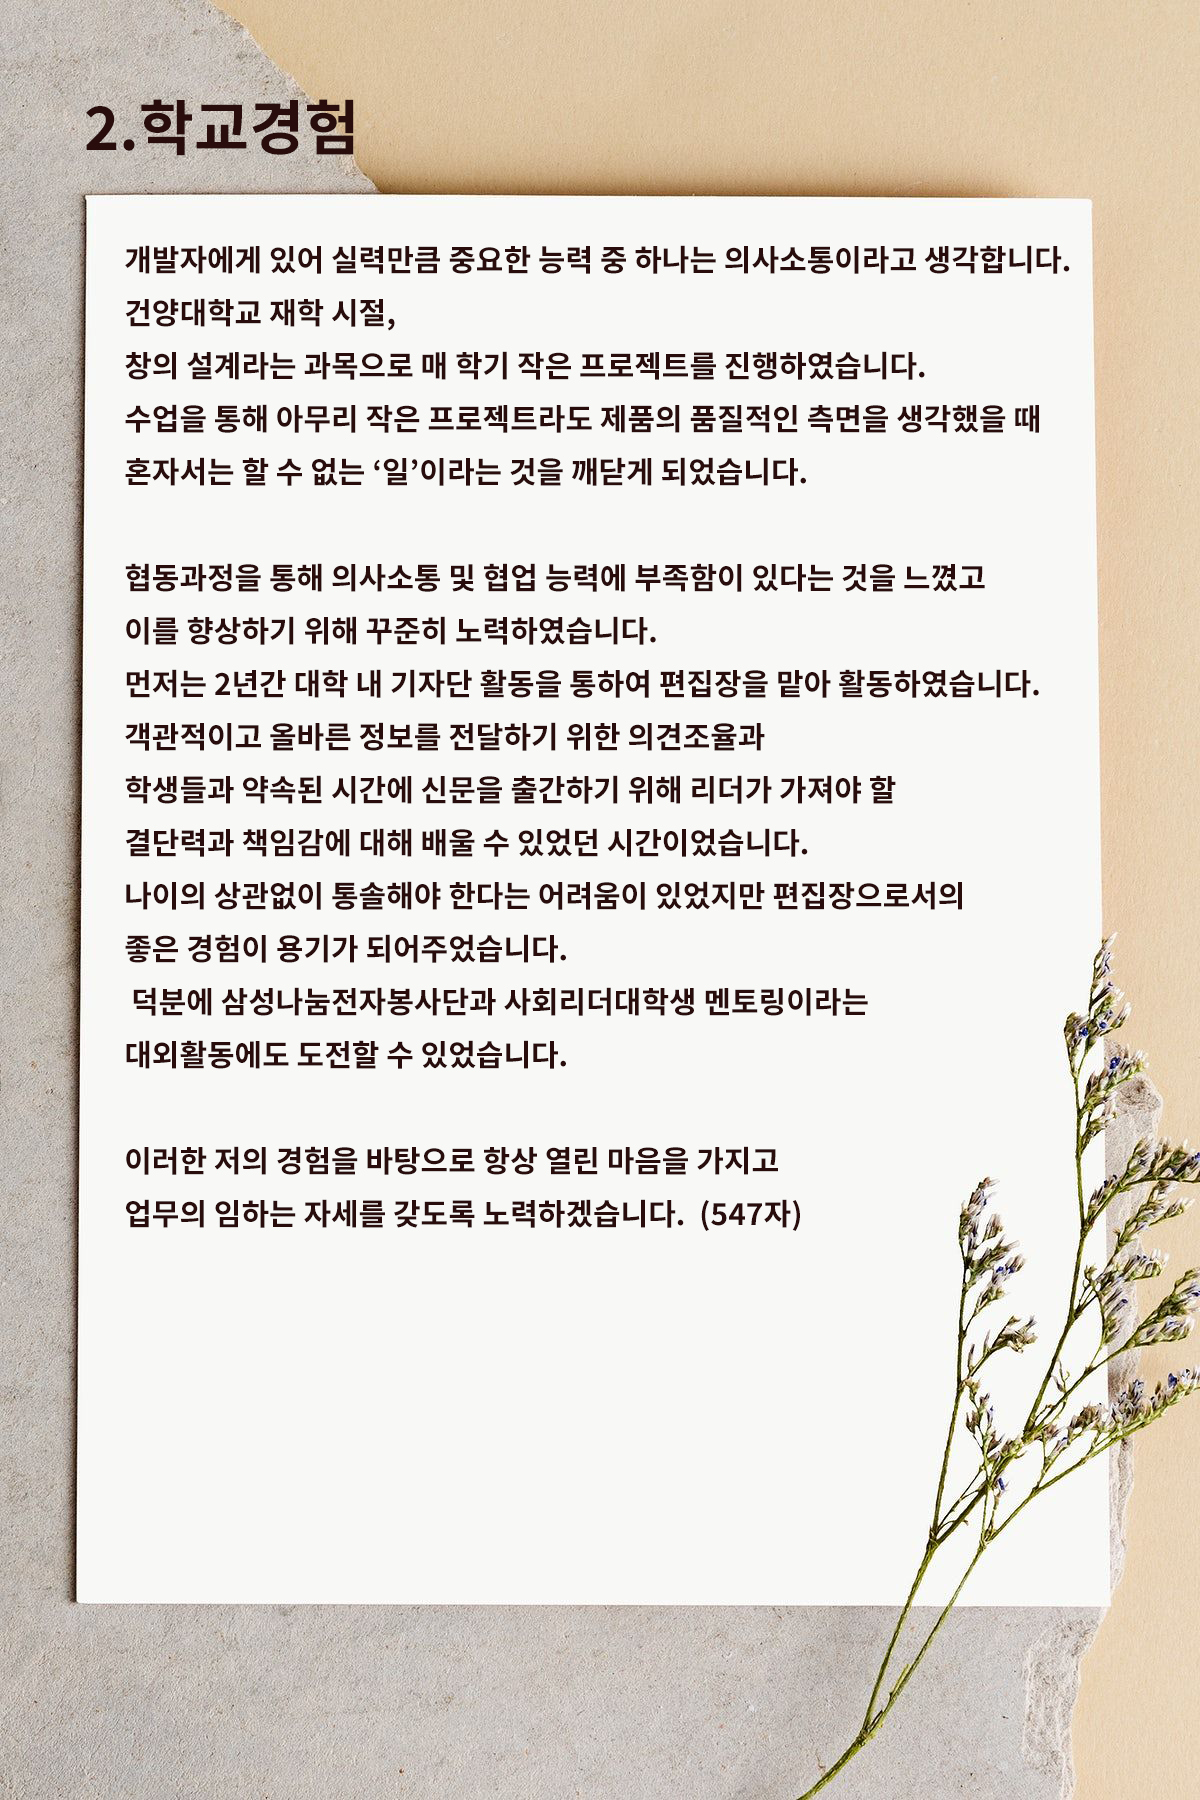 2.학교경험
개발자에게 있어 실력만큼 중요한 능력 중 하나는 의사소통이라고 생각합니다.
건양대학교 재학 시절,
창의 설계라는 과목으로 매 학기 작은 프로젝트를 진행하였습니다.
수업을 통해 아무리 작은 프로젝트라도 제품의 품질적인 측면을 생각했을 때
혼자서는 할 수 없는 ‘일’이라는 것을 깨닫게 되었습니다.
협동과정을 통해 의사소통 및 협업 능력에 부족함이 있다는 것을 느꼈고
이를 향상하기 위해 꾸준히 노력하였습니다.
먼저는 2년간 대학 내 기자단 활동을 통하여 편집장을 맡아 활동하였습니다.
객관적이고 올바른 정보를 전달하기 위한 의견조율과
학생들과 약속된 시간에 신문을 출간하기 위해 리더가 가져야 할
결단력과 책임감에 대해 배울 수 있었던 시간이었습니다.
나이의 상관없이 통솔해야 한다는 어려움이 있었지만 편집장으로서의
좋은 경험이 용기가 되어주었습니다.
덕분에 삼성나눔전자봉사단과 사회리더대학생 멘토링이라는
대외활동에도 도전할 수 있었습니다.
이러한 저의 경험을 바탕으로 항상 열린 마음을 가지고
업무의 임하는 자세를 갖도록 노력하겠습니다. (547자)